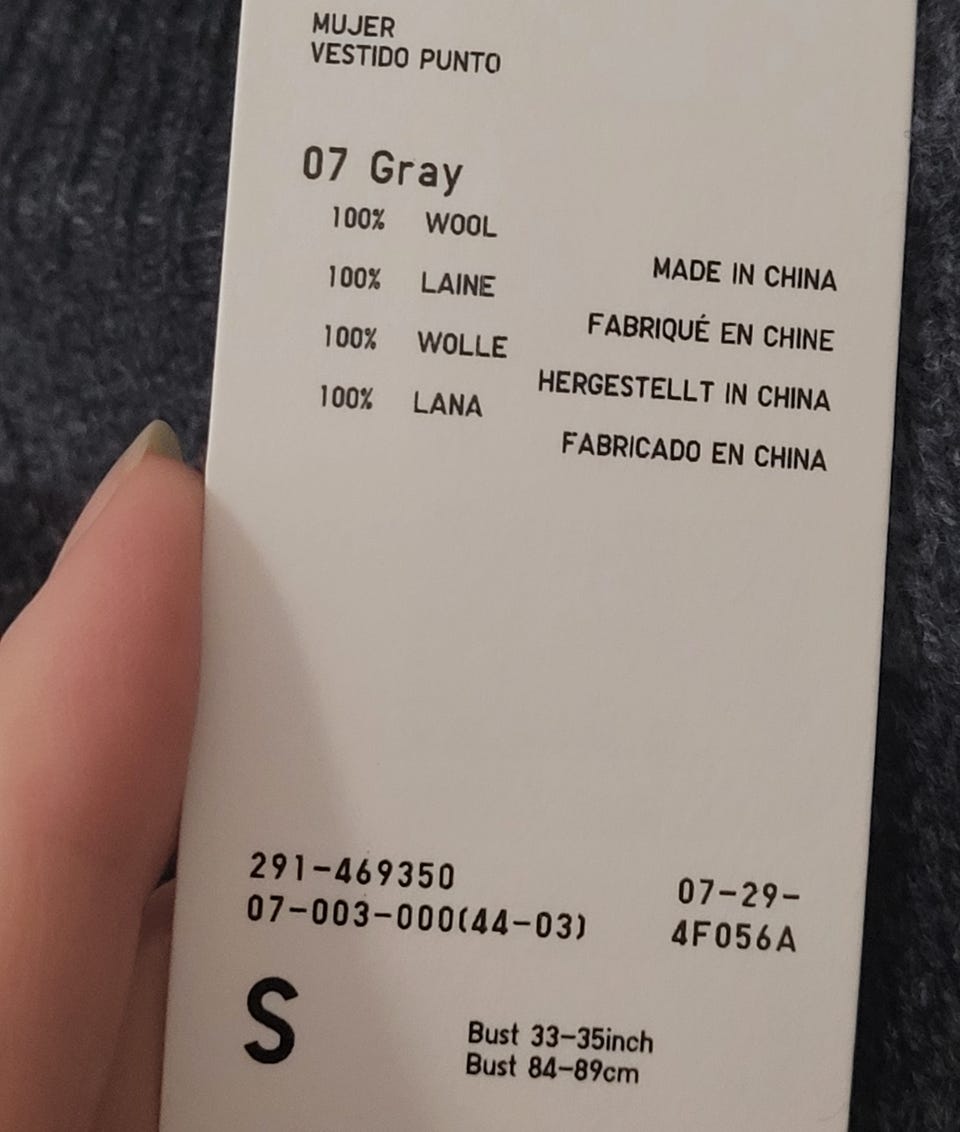 MUJER
VESTIDO PUNTO
07 Gray
100% WOOL
100% LAINE
100% WOLLE
100% LANA
MADE IN CHINA
FABRIQUÉ EN CHINE
HERGESTELLT IN CHINA
FABRICADO EN CHINA
291-469350
07-003-000(44-03)
07-29-
4F056A
S
Bust 33-35inch
Bust 84-89cm